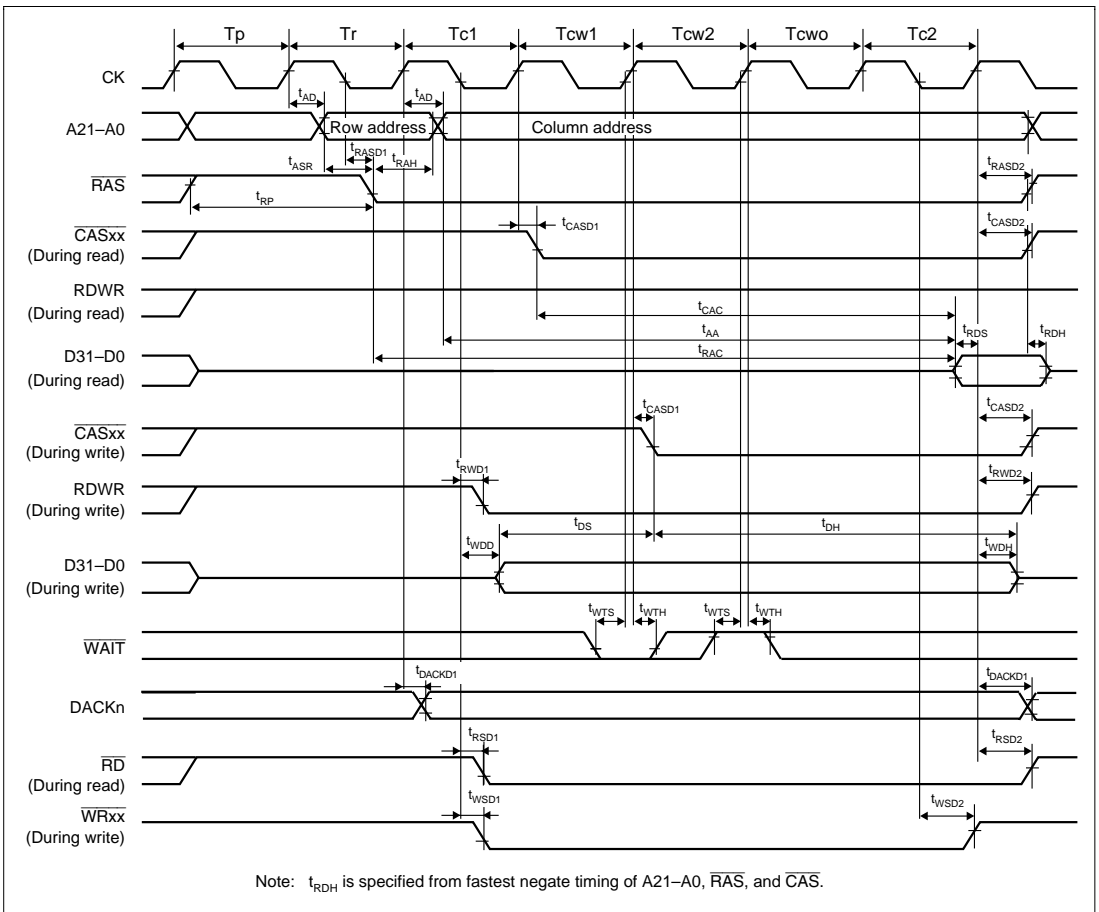 Tp Tr Tc1 Tcw1 Tcw2 Tcwo Tc2
CK
tAD tAD
A21–A0 Row address Column address
tRASD1
tASR tRAH tRASD2
RAS
tRP
tCASD1 tCASD2
CASxx
(During read)
RDWR
(During read)
tCAC
tAA
tRDS tRDH
tRAC
D31–D0
(During read)
tCASD1 tCASD2
CASxx
(During write)
tRWD1 tRWD2
RDWR
(During write)
tDS tDH
tWDD tWDH
D31–D0
(During write)
tWTS tWTH tWTS tWTH
WAIT
tDACKD1 tDACKD1
DACKn
tRSD1 tRSD2
RD
(During read)
tWSD1 tWSD2
WRxx
(During write)
Note: tRDH is specified from fastest negate timing of A21–A0, RAS, and CAS.